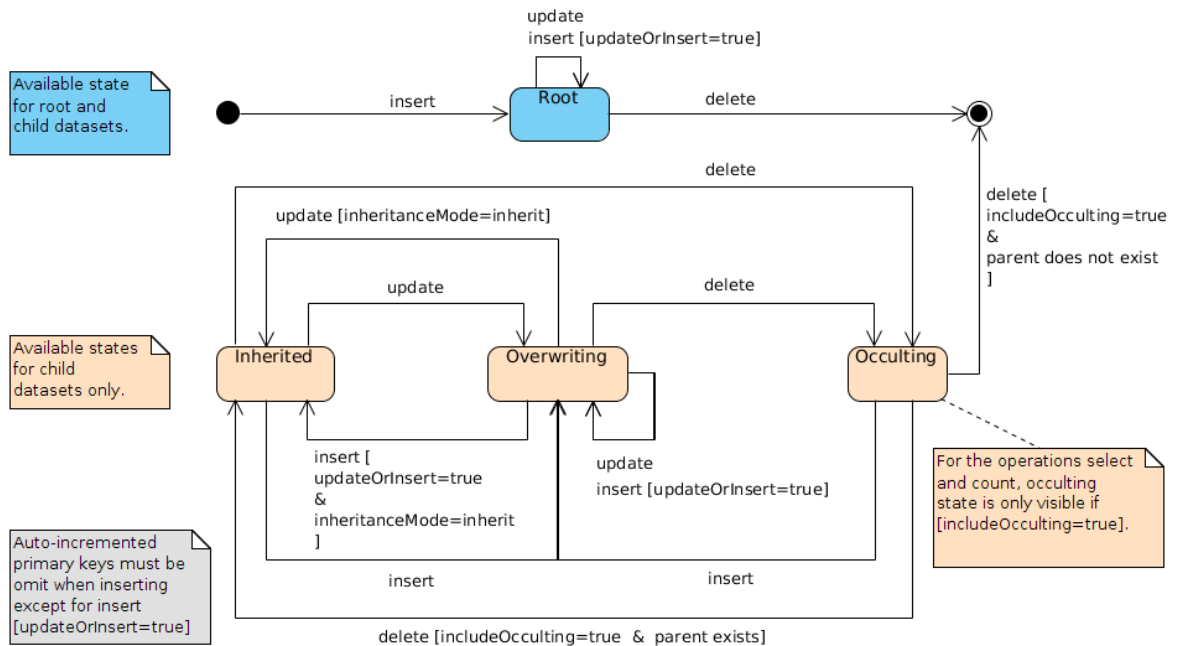 update
insert [updateOrInsert=true]
Available state
for root and
child datasets.
insert
Root
delete
delete
delete [
includeOcculting=true
&
parent does not exist
]
update [inheritanceMode=inherit]
update
delete
Available states
for child
datasets only.
Inherited
Overwriting
Occulting
insert [
updateOrInsert=true
&
inheritanceMode=inherit
]
update
insert [updateOrInsert=true]
For the operations select
and count, occulting
state is only visible if
[includeOcculting=true].
Auto-incremented
primary keys must be
omit when inserting
except for insert
[updateOrInsert=true]
insert
insert
delete [includeOcculting=true & parent exists]